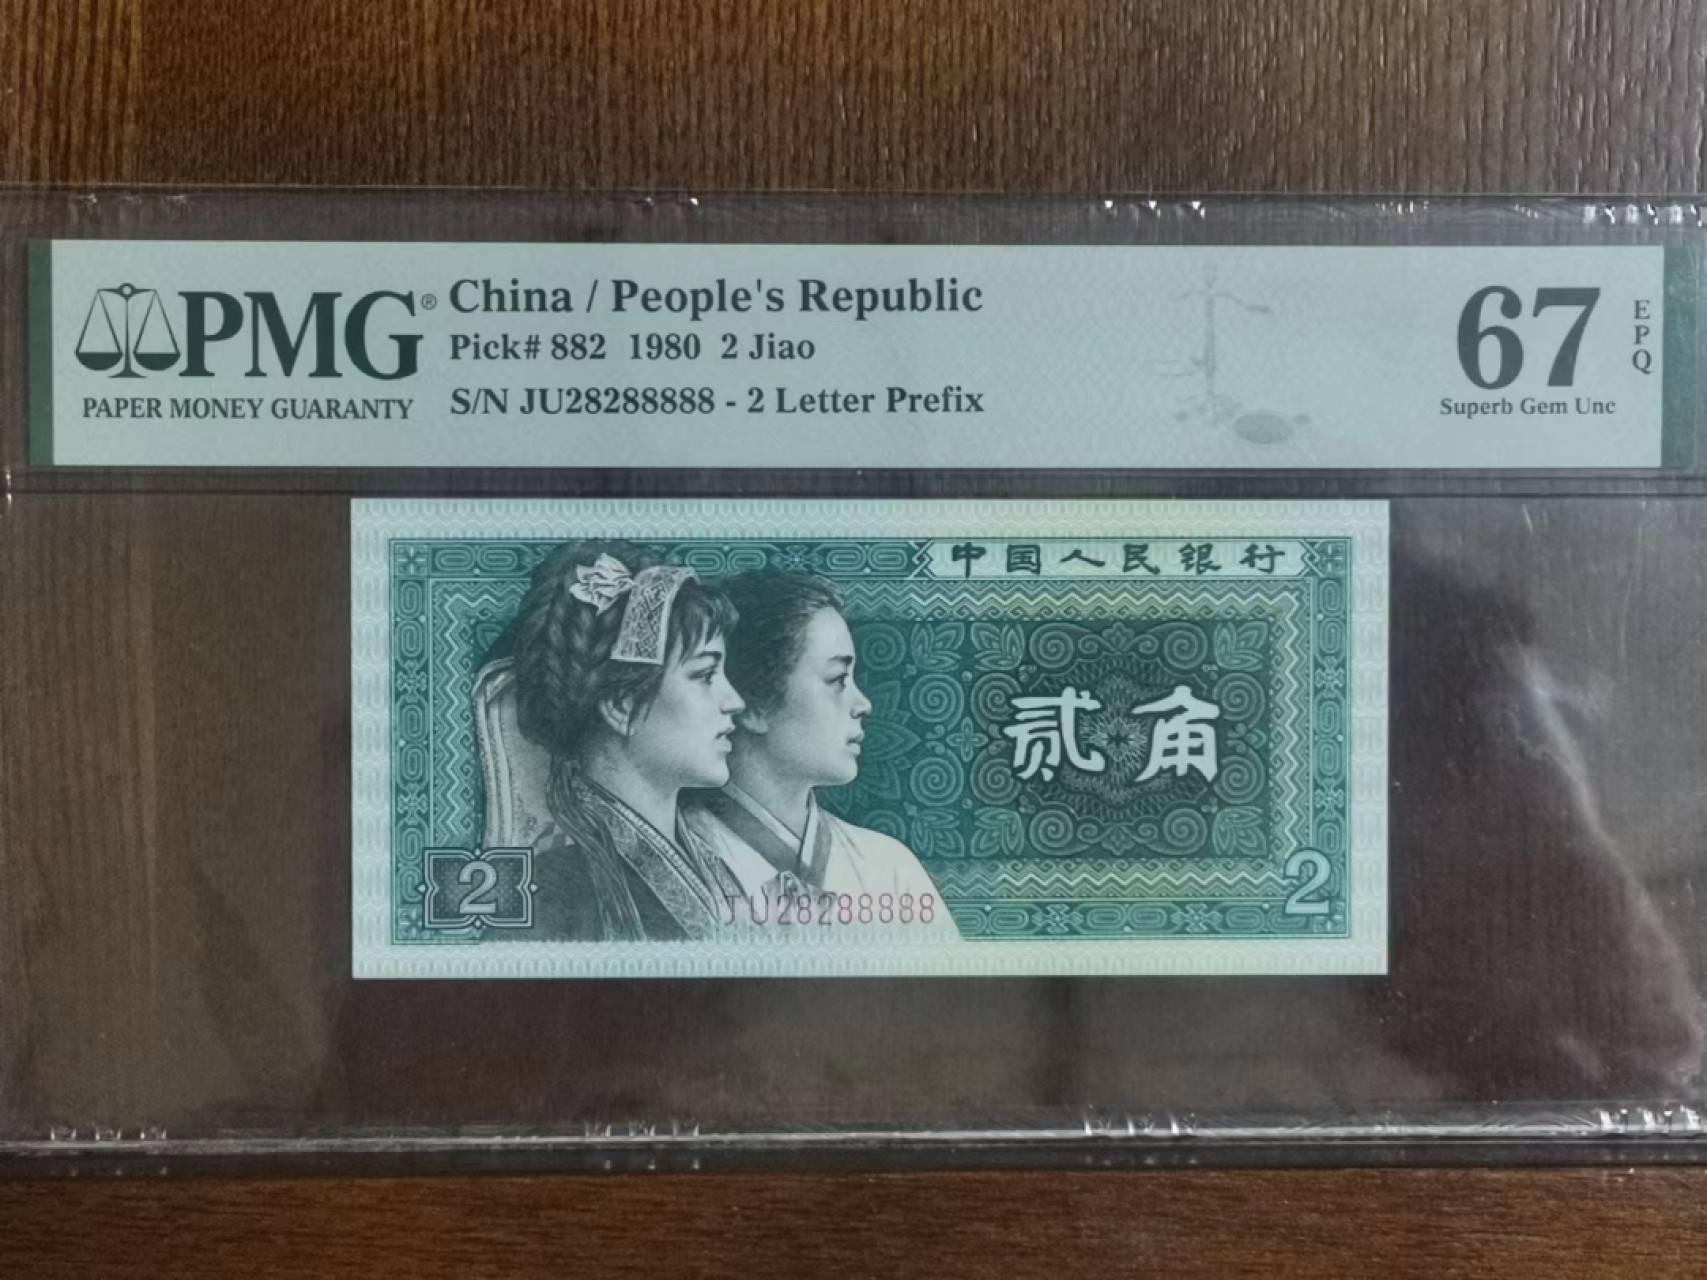 PMG®
PAPER MONEY GUARANTY
China / People's Republic
Pick# 882 1980 2 Jiao
S/N JU28288888 - 2 Letter Prefix
67
EPQ
Superb Gem Unc
中国人民银行
贰角
2
JU28288888
2